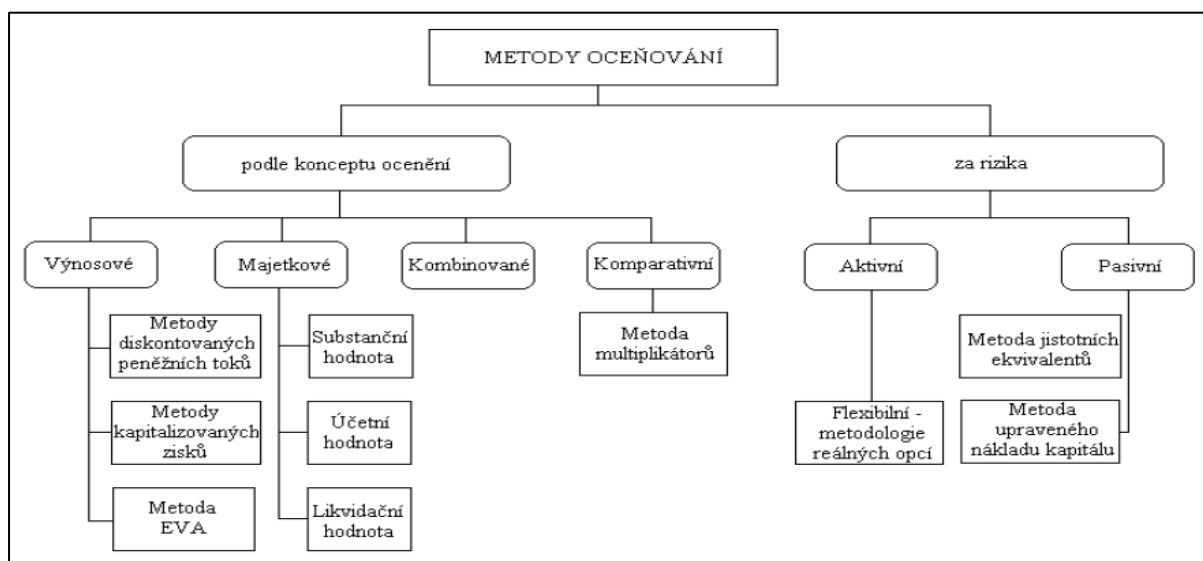 METODY OCEŇOVÁNÍ
podle konceptu ocenění
za rizika
Výnosové
Majetkové
Kombinované
Komparativní
Aktivní
Pasivní
Metody
diskontovaných
peněžních toků
Metody
kapitalizovaných
zisků
Metoda
EVA
Substanční
hodnota
Účetní
hodnota
Likvidační
hodnota
Metoda
multiplikátorů
Flexibilní -
metodologie
reálných opcí
Metoda jistotních
ekvivalentů
Metoda
upraveného
nákladu kapitálu